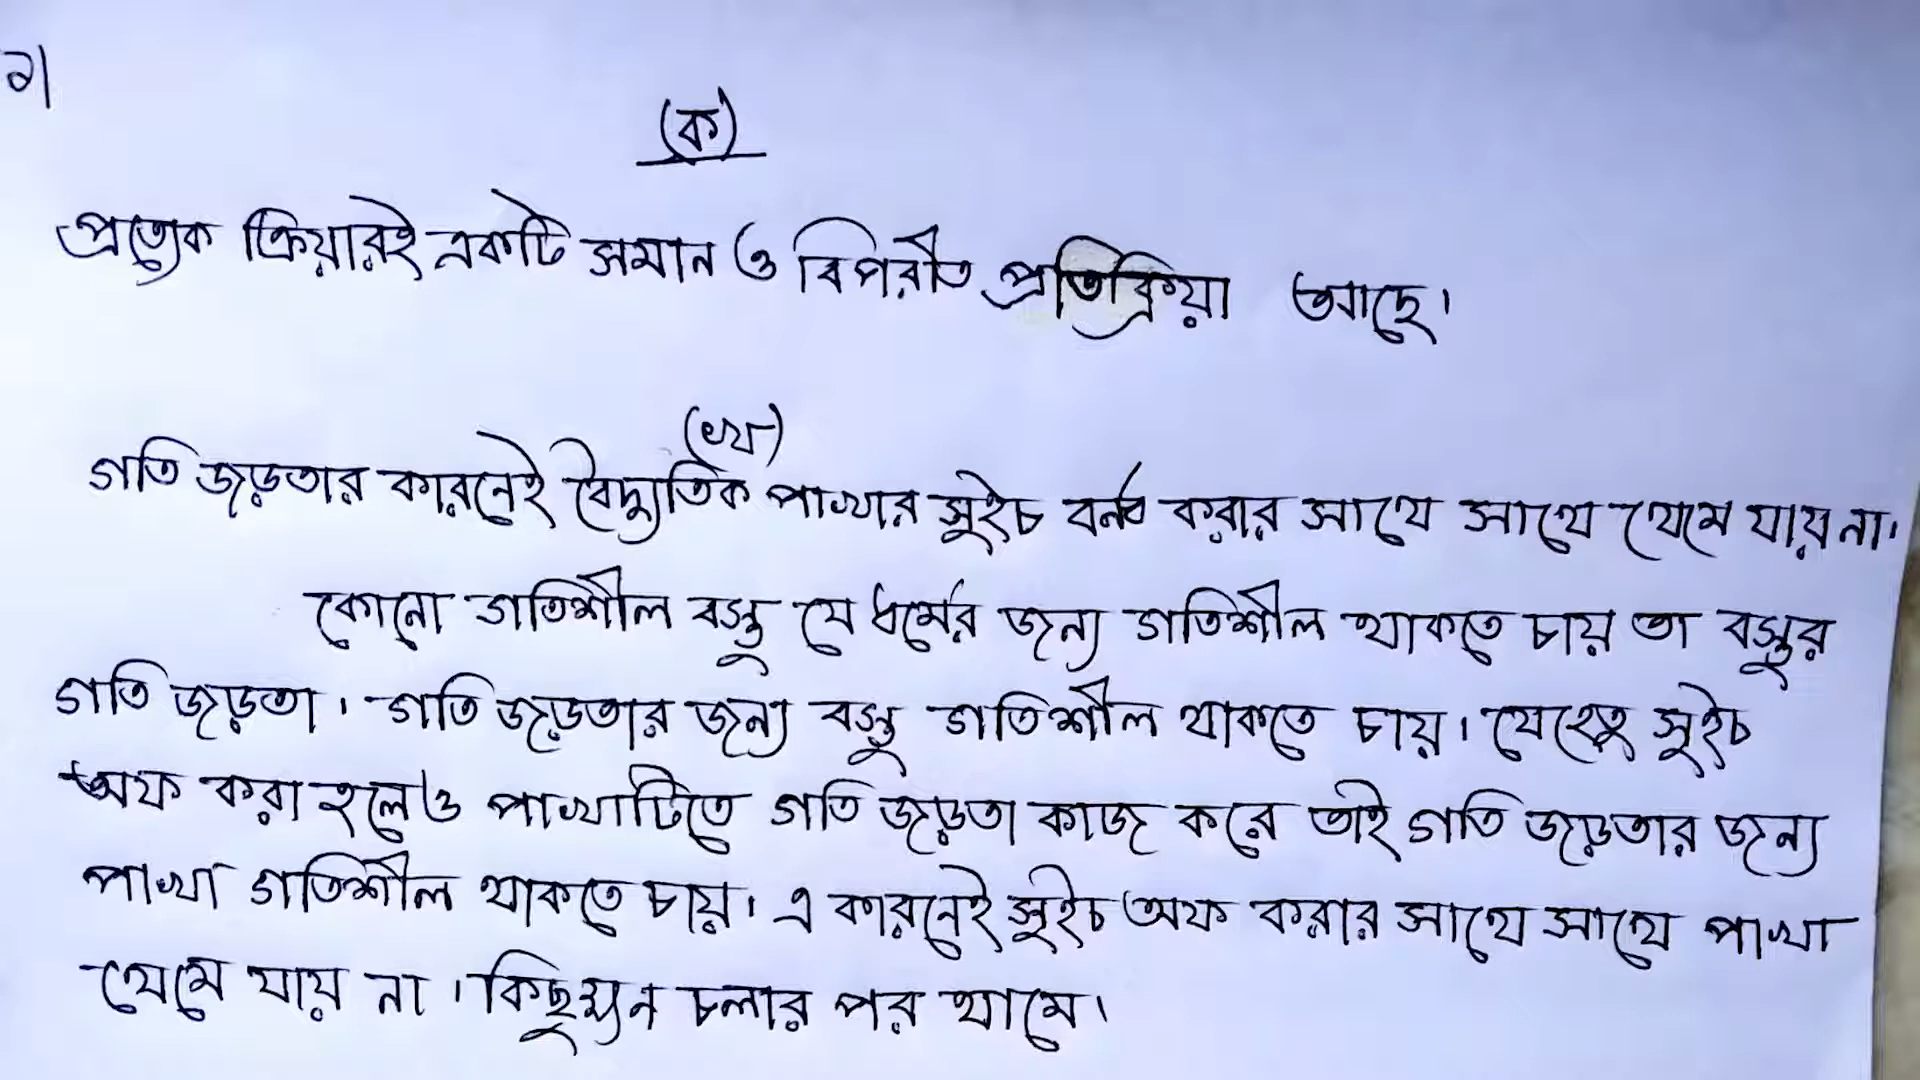 ১।
(ক)
প্রত্যেক ক্রিয়ারই একটি সমান ও বিপরীত প্রতিক্রিয়া আছে।
(খ)
গতি জড়তার কারনেই বৈদ্যুতিক পাখার সুইচ বন্ধ করার সাথে সাথে থেমে যায় না।
কোনো গতিশীল বস্তু যে ধর্মের জন্য গতিশীল থাকতে চায় তা বস্তুর
গতি জড়তা। গতি জড়তার জন্য বস্তু গতিশীল থাকতে চায়। যেহেতু সুইচ
অফ করা হলেও পাখাটিতে গতি জড়তা কাজ করে তাই গতি জড়তার জন্য
পাখা গতিশীল থাকতে চায়। এ কারনেই সুইচ অফ করার সাথে সাথে পাখা
থেমে যায় না। কিছুক্ষন চলার পর থামে।